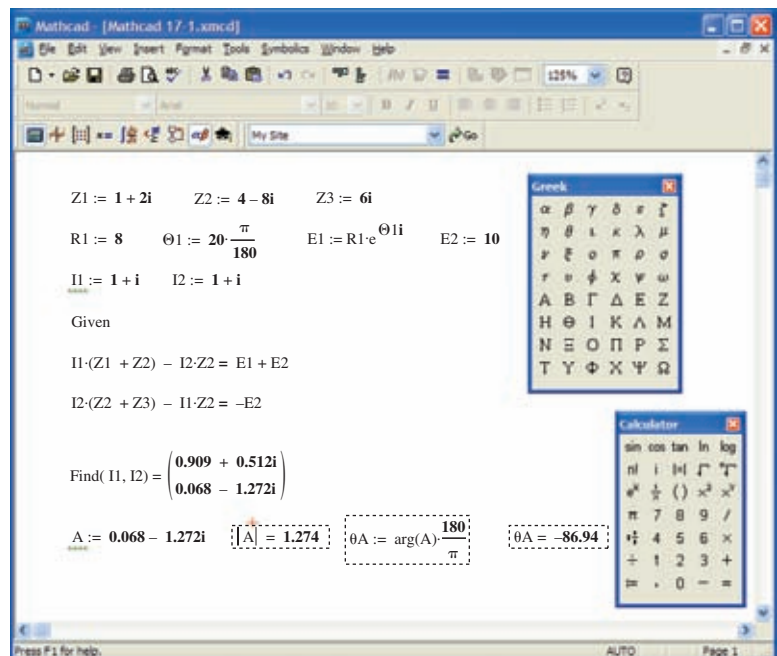 Mathcad - [Mathcad 17-1.xmcd]
File Edit View Insert Format Tools Symbolics Window Help
125%
Normal Arial 10 B I U
My Site Go
Z1 := 1 + 2i Z2 := 4 – 8i Z3 := 6i
R1 := 8 Θ1 := 20·π/180 E1 := R1·e^Θ1i E2 := 10
I1 := 1 + i I2 := 1 + i
Given
I1·(Z1 + Z2) – I2·Z2 = E1 + E2
I2·(Z2 + Z3) – I1·Z2 = –E2
Find( I1, I2) =
0.909 + 0.512i
0.068 – 1.272i
A := 0.068 – 1.272i |A| = 1.274 θA := arg(A)·180/π θA = –86.94
Greek
α β γ δ ε ζ
η θ ι κ λ μ
ν ξ ο π ρ σ
τ υ ϕ χ ψ ω
Α Β Γ Δ Ε Ζ
Η Θ Ι Κ Λ Μ
Ν Ξ Ο Π Ρ Σ
Τ Υ Φ Χ Ψ Ω
Calculator
sin cos tan ln log
n! i |×| √ ⁿ√
eˣ 1/x ( ) x² xʸ
π 7 8 9 /
4 5 6 ×
÷ 1 2 3 +
:= . 0 − =
Press F1 for help. AUTO Page 1